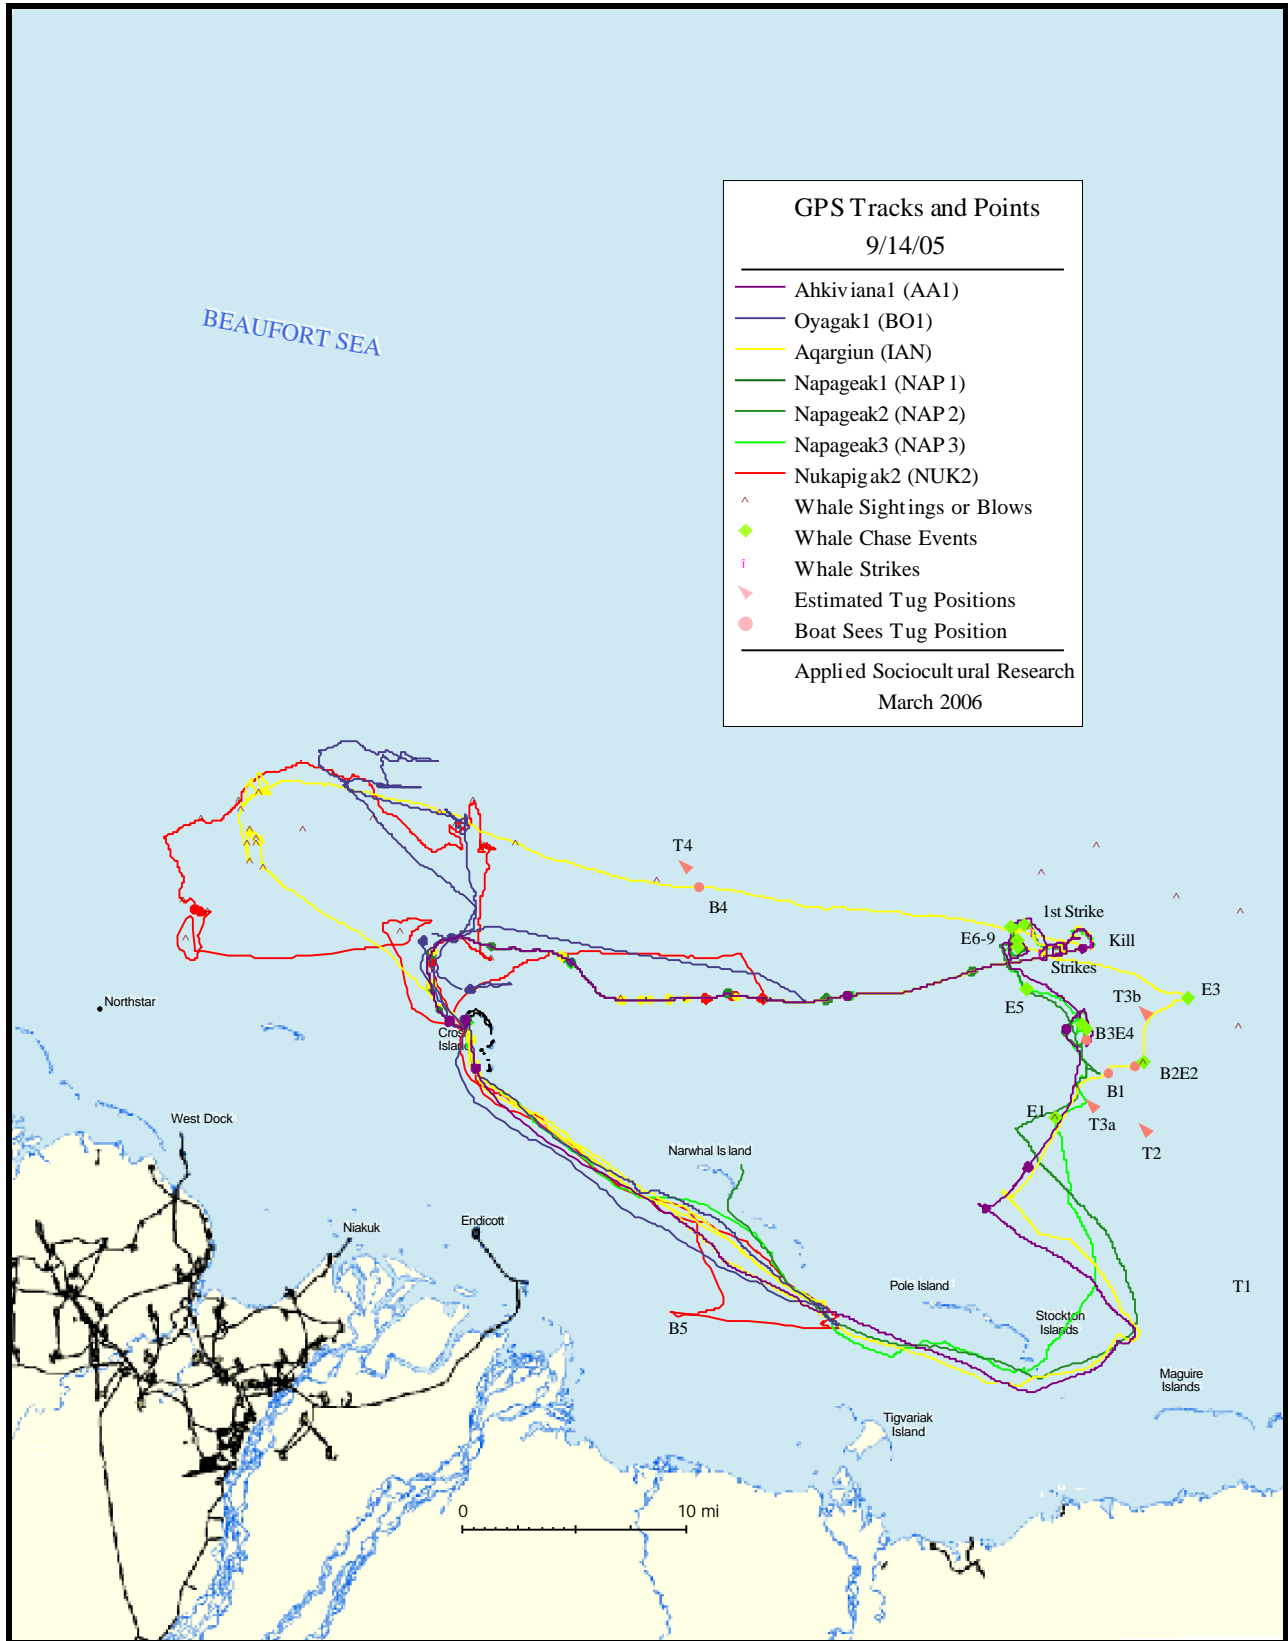 GPS Tracks and Points
9/14/05
Ahkiviana1 (AA1)
Oyagak1 (BO1)
Aqargiun (IAN)
Napageak1 (NAP 1)
Napageak2 (NAP 2)
Napageak3 (NAP 3)
Nukapigak2 (NUK2)
Whale Sightings or Blows
Whale Chase Events
Whale Strikes
Estimated Tug Positions
Boat Sees Tug Position
Applied Sociocultural Research
March 2006
BEAUFORT SEA
T4
B4
1st Strike
E6-9
Kill
Strikes
E5
E3
T3b
Northstar
Cross
Island
B3E4
B2E2
B1
E1
T3a
T2
West Dock
Narwhal Island
Niakuk
Endicott
Pole Island
T1
Stockton
Islands
B5
Maguire
Islands
Tigvariak
Island
0
10 mi